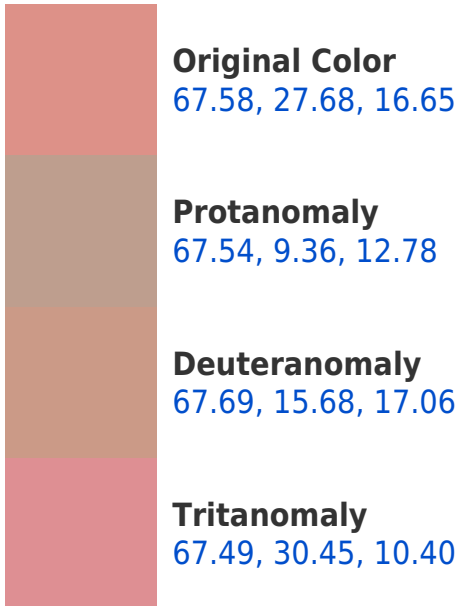 Original Color
67.58, 27.68, 16.65
Protanomaly
67.54, 9.36, 12.78
Deuteranomaly
67.69, 15.68, 17.06
Tritanomaly
67.49, 30.45, 10.40